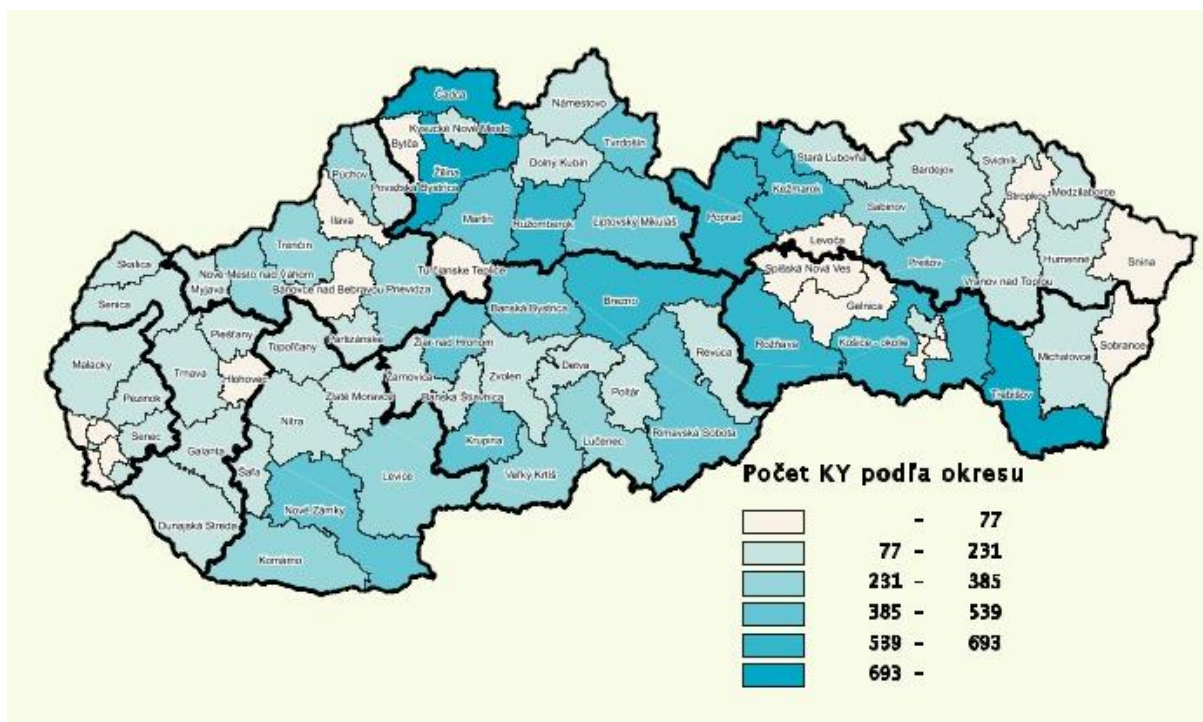 Čadca
Námestovo
Kysucké Nové Mesto
Bytča
Tvrdošín
Dolný Kubín
Stará Ľubovňa
Bardejov
Svidník
Púchov
Žilina
Považská Bystrica
Kežmarok
Stropkov
Medzilaborce
Sabinov
Ilava
Martin
Ružomberok
Liptovský Mikuláš
Poprad
Levoča
Prešov
Humenné
Snina
Trenčín
Skalica
Nové Mesto nad Váhom
Turčianske Teplice
Spišská Nová Ves
Vranov nad Topľou
Myjava
Bánovce nad Bebravou
Prievidza
Gelnica
Senica
Banská Bystrica
Brezno
Piešťany
Partizánske
Žiar nad Hronom
Rožňava
Košice - okolie
Sobrance
Topoľčany
Revúca
Michalovce
Malacky
Trnava
Hlohovec
Žarnovica
Zvolen
Detva
Trebišov
Pezinok
Zlaté Moravce
Banská Štiavnica
Poltár
Nitra
Senec
Galanta
Krupina
Lučenec
Rimavská Sobota
Šaľa
Levice
Veľký Krtíš
Nové Zámky
Dunajská Streda
Komárno
Počet KY podľa okresu
- 77
77 - 231
231 - 385
385 - 539
539 - 693
693 -